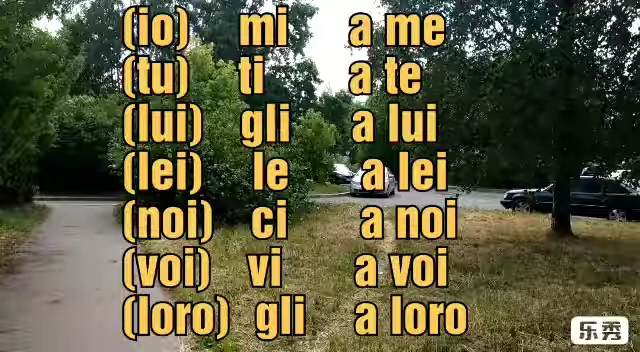 (io) mi a me
(tu) ti a te
(lui) gli a lui
(lei) le a lei
(noi) ci a noi
(voi) vi a voi
(loro) gli a loro
乐秀